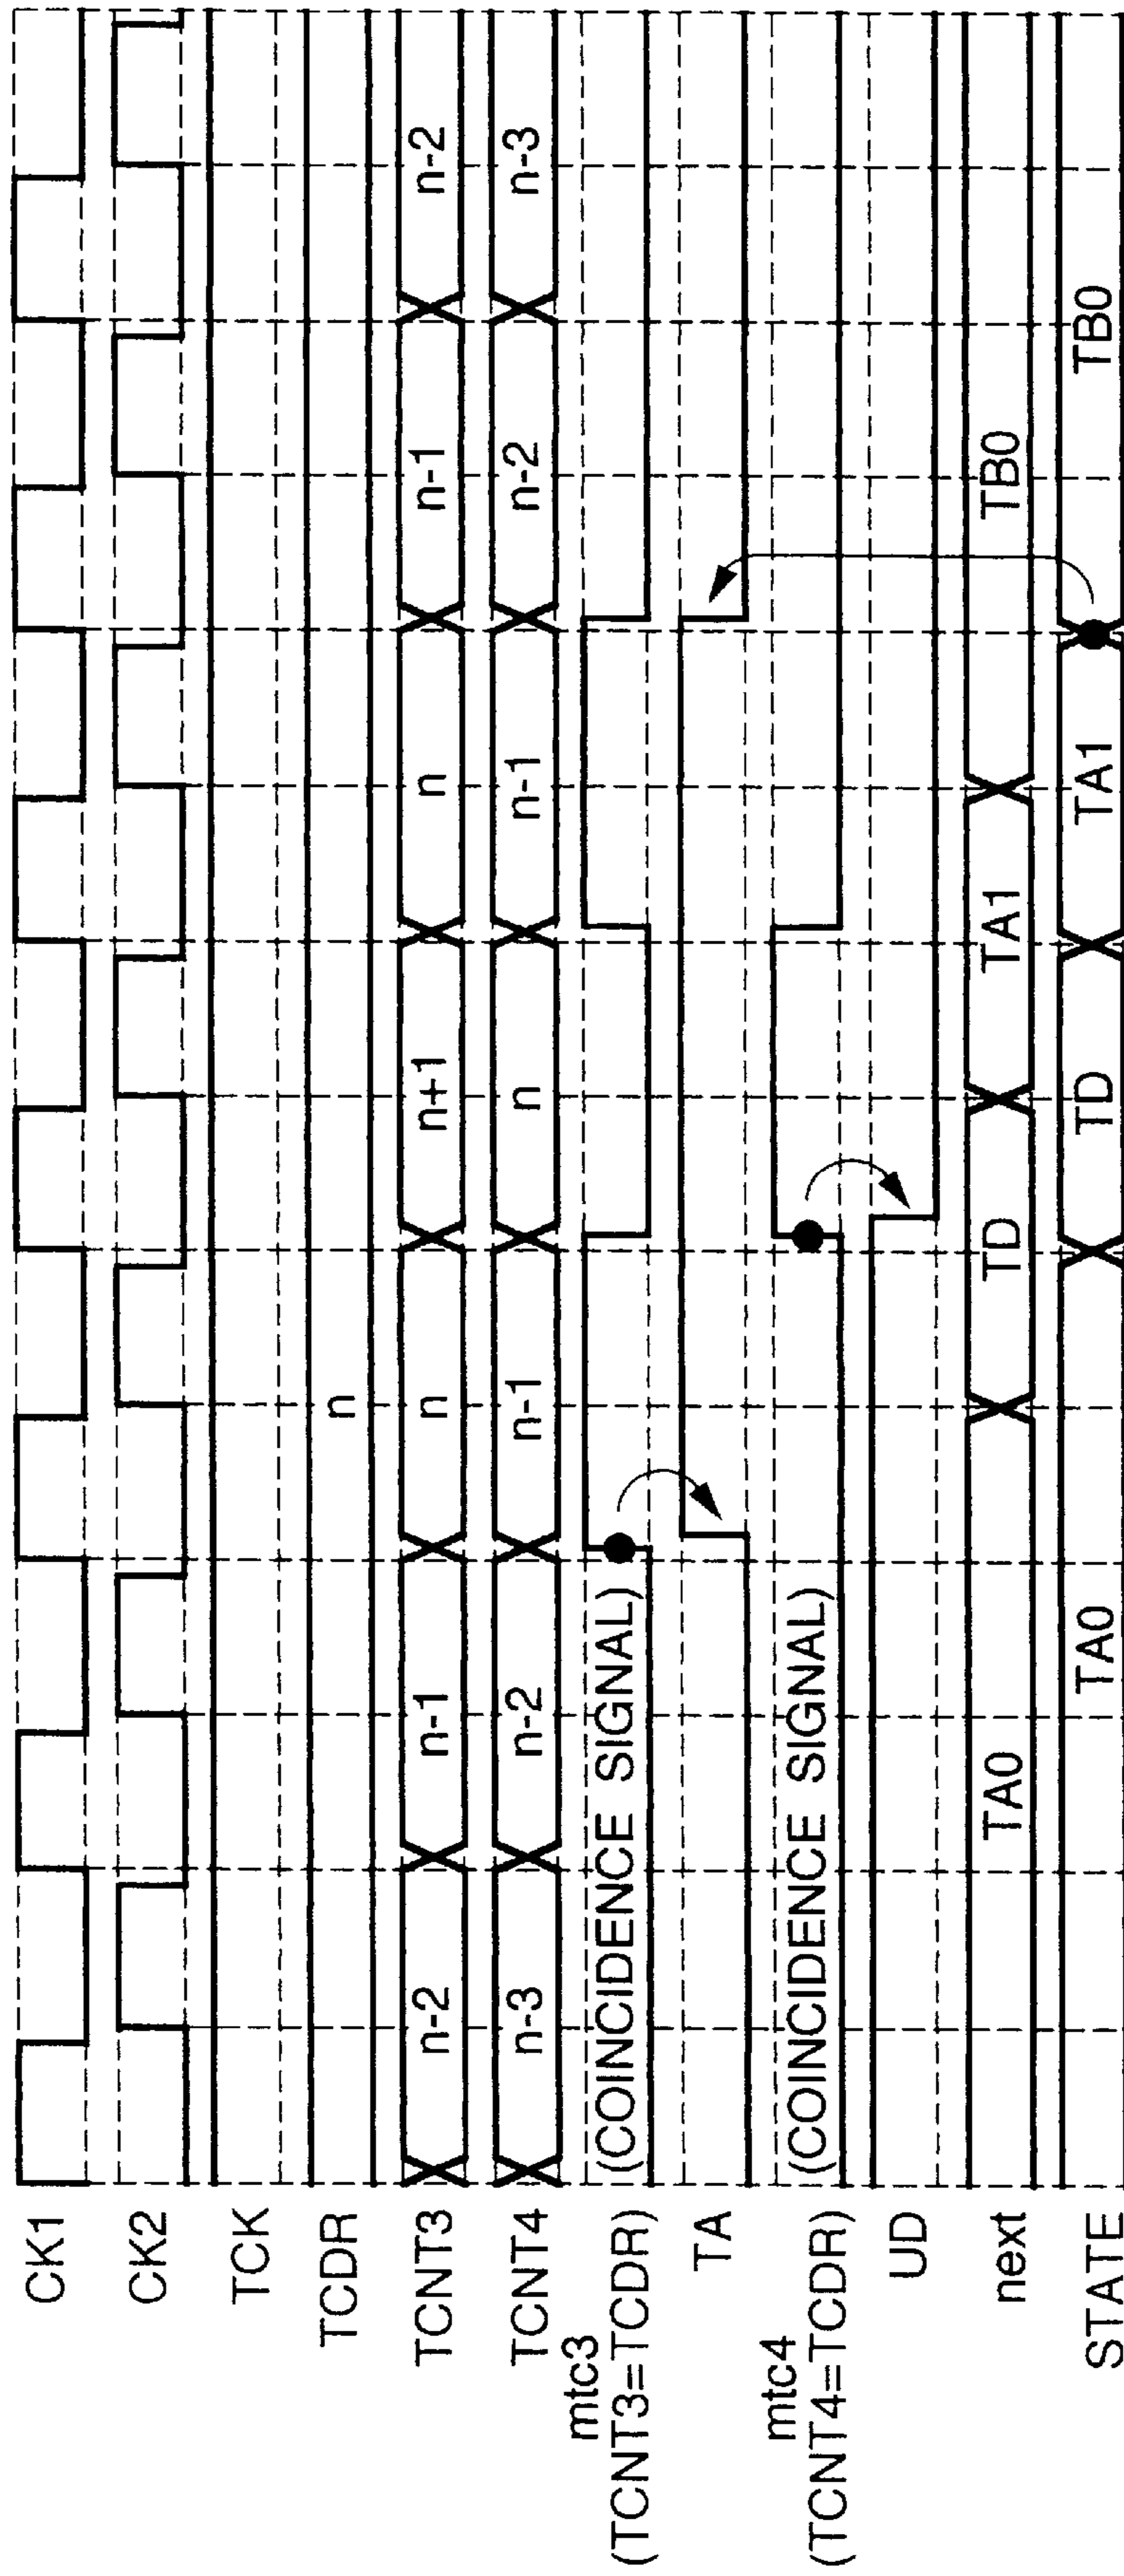 CK1
CK2
TCK
TCDR n
TCNT3 n-2 n-1 n n+1 n n-1 n-2
TCNT4 n-3 n-2 n-1 n n-1 n-2 n-3
mtc3
(TCNT3=TCDR) (COINCIDENCE SIGNAL)
TA
mtc4
(TCNT4=TCDR) (COINCIDENCE SIGNAL)
UD
next TA0 TD TA1 TB0
STATE TA0 TD TA1 TB0